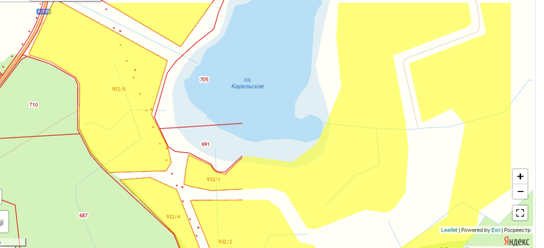 705
оз.
Карельское
932/5
710
691
932/1
687
932/4
932/2
+
−
Leaflet | Powered by Esri | Росреестр
Яндекс